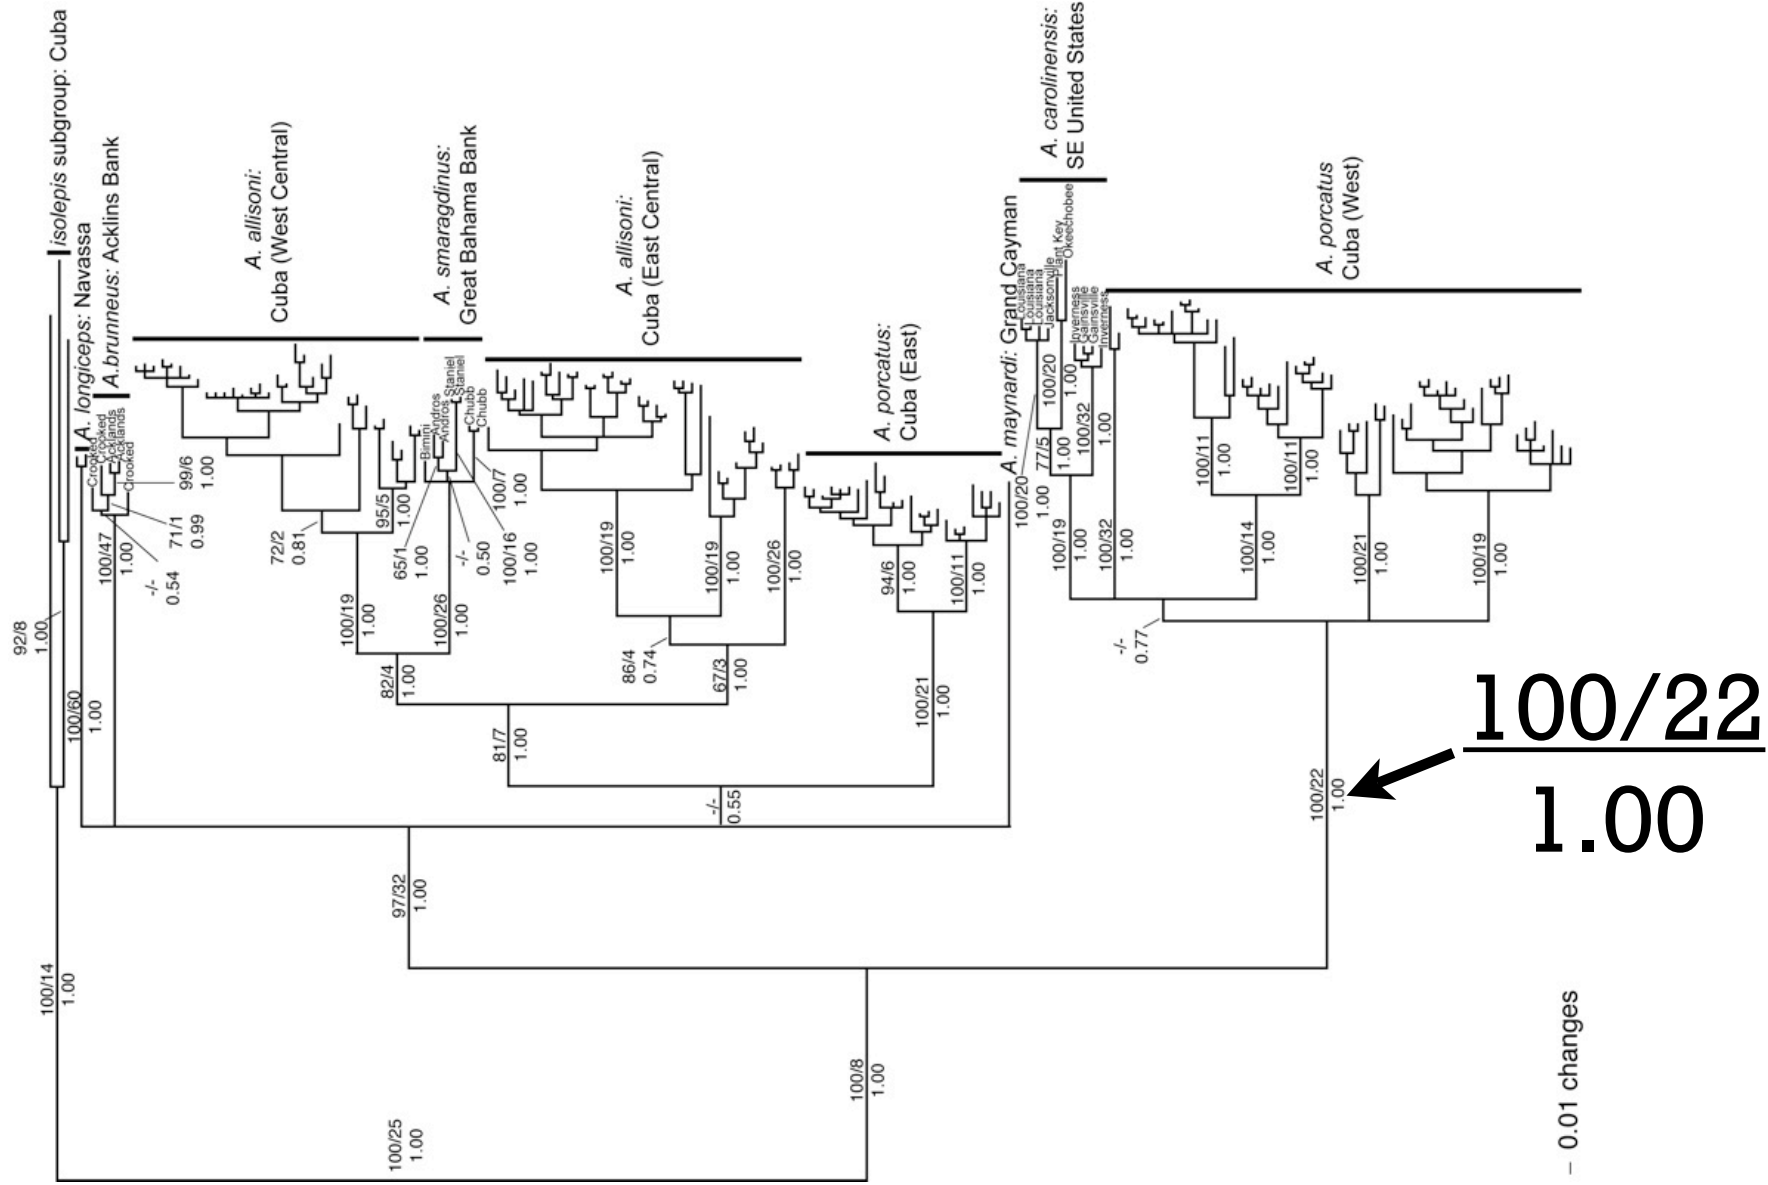 isolepis subgroup: Cuba
A. longiceps: Navassa
A.brunneus: Acklins Bank
A. allisoni:
Cuba (West Central)
A. smaragdinus:
Great Bahama Bank
A. allisoni:
Cuba (East Central)
A. porcatus:
Cuba (East)
A. maynardi: Grand Cayman
A. carolinensis:
SE United States
A. porcatus
Cuba (West)
Crooked
Crooked
Acklands
Acklands
Crooked
Bimini
Andros
Andros
Staniel
Staniel
Chubb
Chubb
Louisiana
Louisiana
Louisiana
Jacksonville
Plant Key
Okeechobee
Inverness
Gainsville
Gainsville
Inverness
92/8
1.00
100/60
1.00
100/14
1.00
100/47
1.00
-/-
0.54
71/1
0.99
99/6
1.00
72/2
0.81
95/5
1.00
100/19
1.00
65/1
1.00
-/-
0.50
100/16
1.00
100/7
1.00
100/26
1.00
82/4
1.00
100/19
1.00
100/19
1.00
100/26
1.00
86/4
0.74
67/3
1.00
81/7
1.00
94/6
1.00
100/11
1.00
100/21
1.00
-/-
0.55
97/32
1.00
100/20
1.00
77/5
1.00
100/20
1.00
100/32
1.00
100/19
1.00
100/32
1.00
100/11
1.00
100/11
1.00
100/14
1.00
100/21
1.00
100/19
1.00
-/-
0.77
100/22
1.00
100/22
1.00
100/8
1.00
100/25
1.00
– 0.01 changes